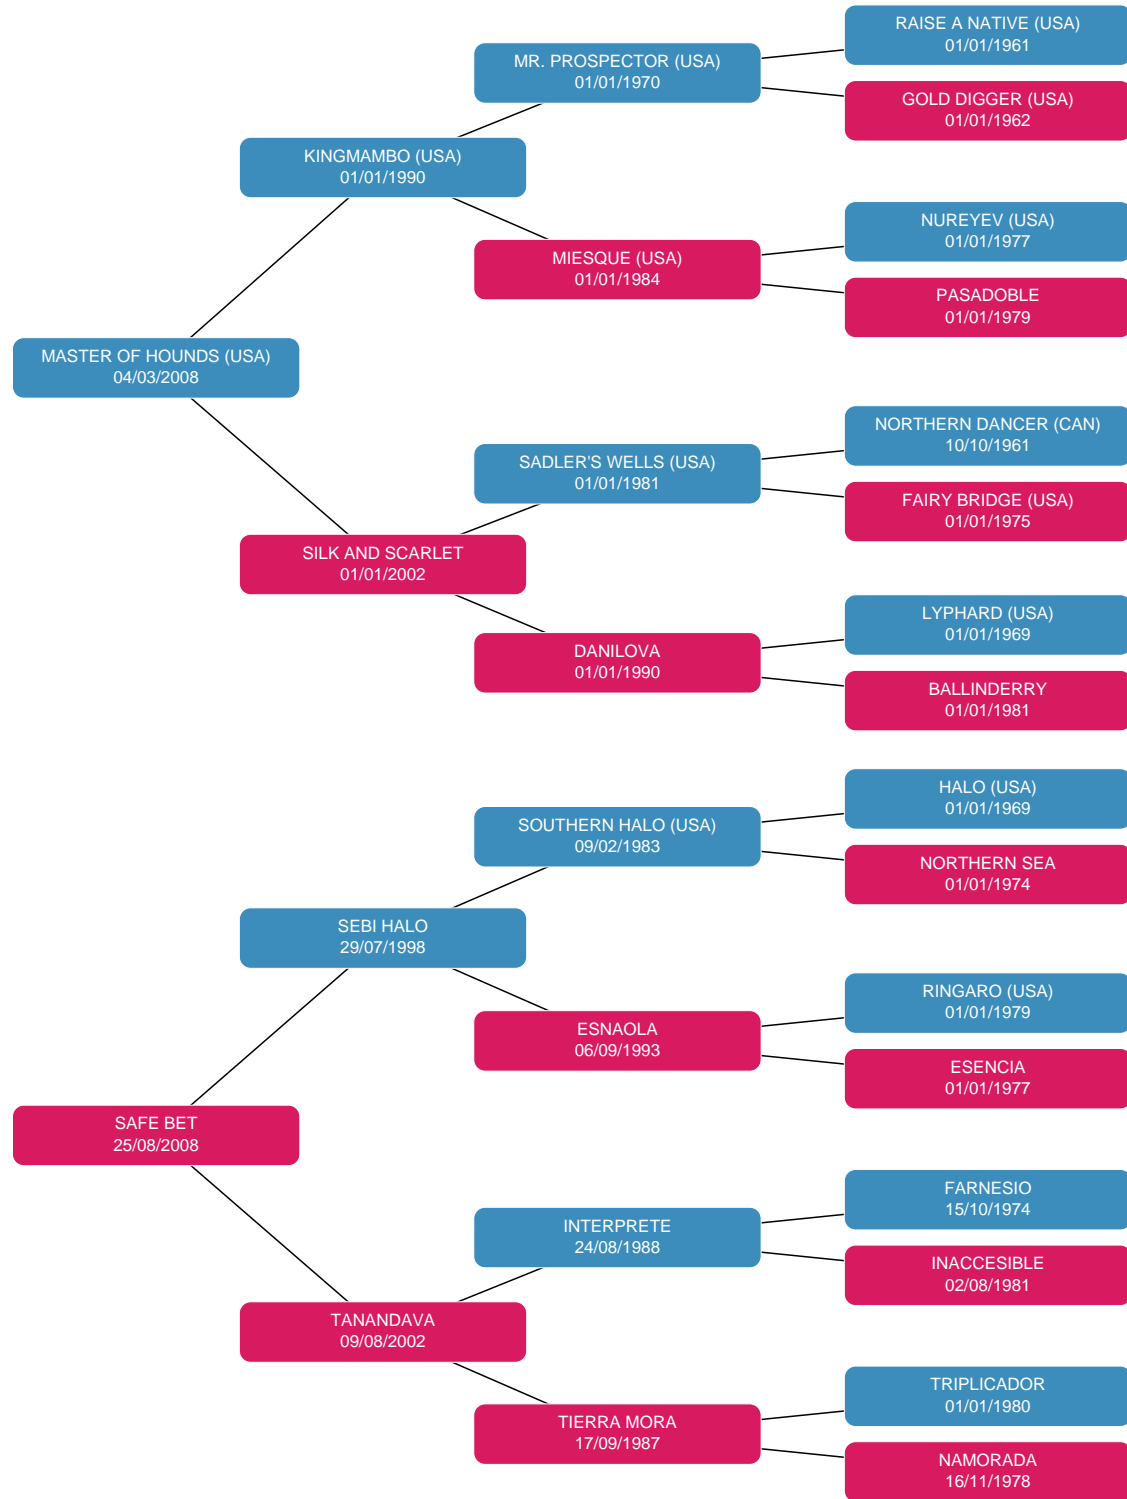 RAISE A NATIVE (USA)
01/01/1961
MR. PROSPECTOR (USA)
01/01/1970
GOLD DIGGER (USA)
01/01/1962
KINGMAMBO (USA)
01/01/1990
NUREYEV (USA)
01/01/1977
MIESQUE (USA)
01/01/1984
PASADOBLE
01/01/1979
MASTER OF HOUNDS (USA)
04/03/2008
NORTHERN DANCER (CAN)
10/10/1961
SADLER'S WELLS (USA)
01/01/1981
FAIRY BRIDGE (USA)
01/01/1975
SILK AND SCARLET
01/01/2002
LYPHARD (USA)
01/01/1969
DANILOVA
01/01/1990
BALLINDERRY
01/01/1981
HALO (USA)
01/01/1969
SOUTHERN HALO (USA)
09/02/1983
NORTHERN SEA
01/01/1974
SEBI HALO
29/07/1998
RINGARO (USA)
01/01/1979
ESNAOLA
06/09/1993
ESENCIA
01/01/1977
SAFE BET
25/08/2008
FARNESIO
15/10/1974
INTERPRETE
24/08/1988
INACCESIBLE
02/08/1981
TANANDAVA
09/08/2002
TRIPLICADOR
01/01/1980
TIERRA MORA
17/09/1987
NAMORADA
16/11/1978